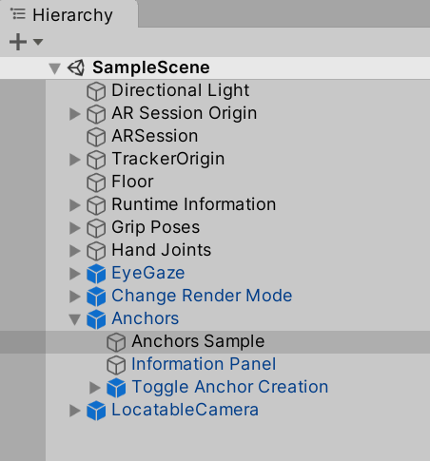 Hierarchy
SampleScene
Directional Light
AR Session Origin
ARSession
TrackerOrigin
Floor
Runtime Information
Grip Poses
Hand Joints
EyeGaze
Change Render Mode
Anchors
Anchors Sample
Information Panel
Toggle Anchor Creation
LocatableCamera